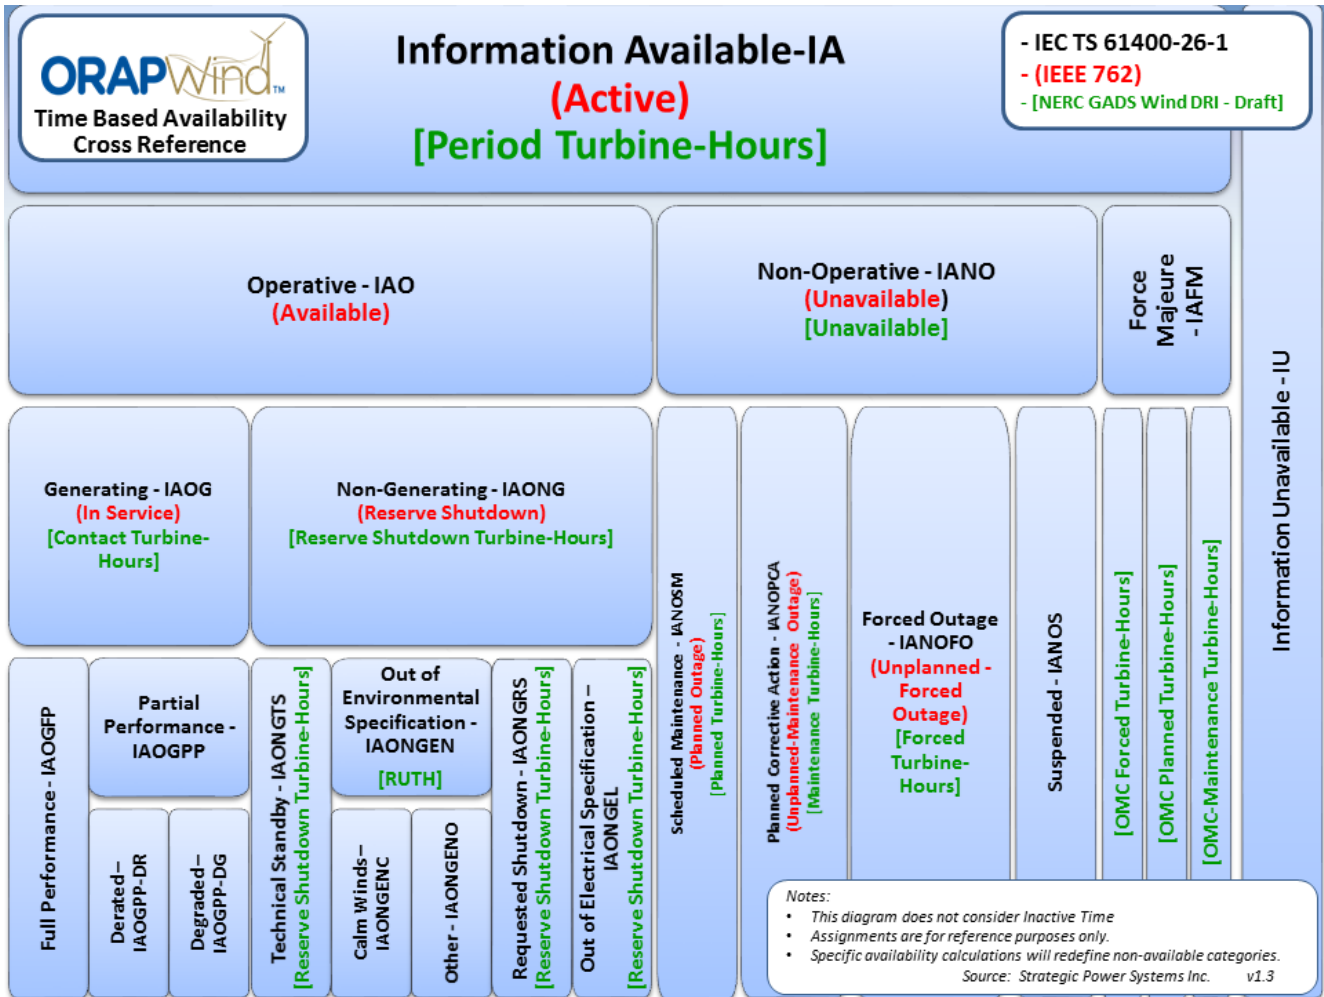 ORAPWind™
Time Based Availability
Cross Reference
Information Available-IA
(Active)
[Period Turbine-Hours]
- IEC TS 61400-26-1
- (IEEE 762)
- [NERC GADS Wind DRI - Draft]
Operative - IAO
(Available)
Non-Operative - IANO
(Unavailable)
[Unavailable]
Force
Majeure
- IAFM
Information Unavailable - IU
Generating - IAOG
(In Service)
[Contact Turbine-
Hours]
Non-Generating - IAONG
(Reserve Shutdown)
[Reserve Shutdown Turbine-Hours]
Scheduled Maintenance - IANOSM
(Planned Outage)
[Planned Turbine-Hours]
Planned Corrective Action - IANOPCA
(Unplanned-Maintenance Outage)
[Maintenance Turbine-Hours]
Forced Outage
- IANOFO
(Unplanned -
Forced
Outage)
[Forced
Turbine-
Hours]
Suspended - IANOS
[OMC Forced Turbine-Hours]
[OMC Planned Turbine-Hours]
[OMC-Maintenance Turbine-Hours]
Full Performance - IAOGFP
Partial
Performance -
IAOGPP
Derated–
IAOGPP-DR
Degraded–
IAOGPP-DG
Technical Standby - IAONGTS
[Reserve Shutdown Turbine-Hours]
Out of
Environmental
Specification -
IAONGEN
[RUTH]
Calm Winds–
IAONGENC
Other - IAONGENO
Requested Shutdown - IAONGRS
[Reserve Shutdown Turbine-Hours]
Out of Electrical Specification –
IAONGEL
[Reserve Shutdown Turbine-Hours]
Notes:
• This diagram does not consider Inactive Time
• Assignments are for reference purposes only.
• Specific availability calculations will redefine non-available categories.
Source: Strategic Power Systems Inc. v1.3